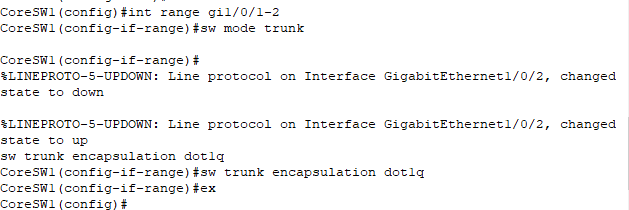 CoreSW1(config)#int range gi1/0/1-2
CoreSW1(config-if-range)#sw mode trunk
CoreSW1(config-if-range)#
%LINEPROTO-5-UPDOWN: Line protocol on Interface GigabitEthernet1/0/2, changed
state to down
%LINEPROTO-5-UPDOWN: Line protocol on Interface GigabitEthernet1/0/2, changed
state to up
sw trunk encapsulation dot1q
CoreSW1(config-if-range)#sw trunk encapsulation dot1q
CoreSW1(config-if-range)#ex
CoreSW1(config)#